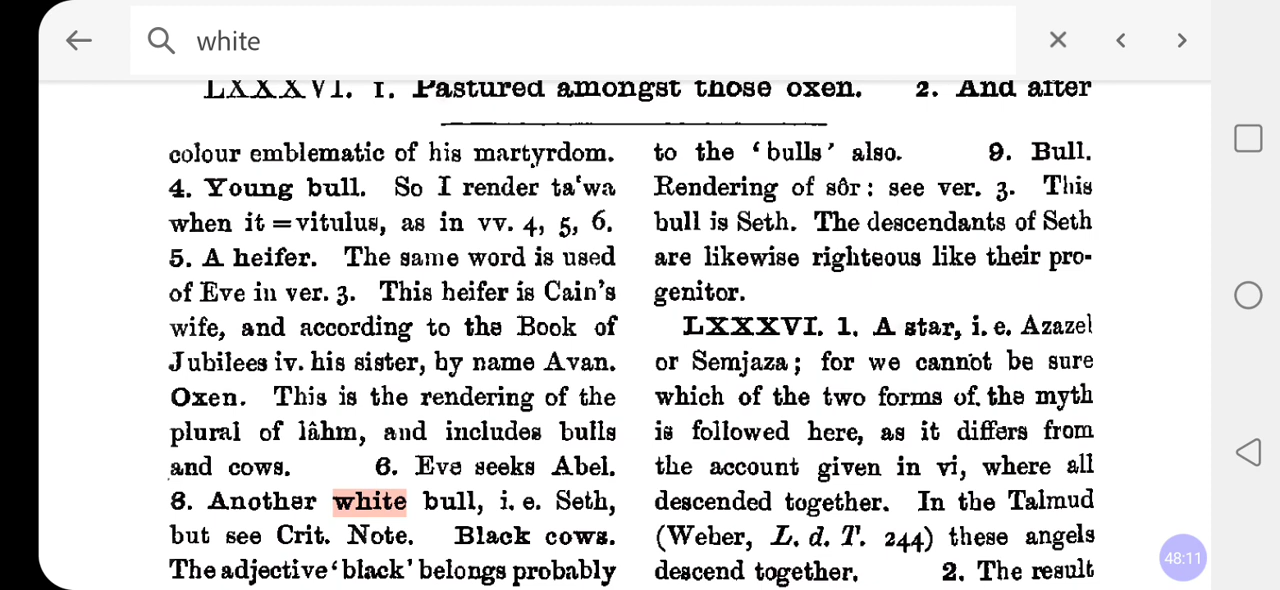 white
LXXXVI. 1. Pastured amongst those oxen. 2. And after
colour emblematic of his martyrdom.
4. Young bull. So I render ta‛wa
when it = vitulus, as in vv. 4, 5, 6.
5. A heifer. The same word is used
of Eve in ver. 3. This heifer is Cain's
wife, and according to the Book of
Jubilees iv. his sister, by name Avan.
Oxen. This is the rendering of the
plural of lâhm, and includes bulls
and cows. 6. Eve seeks Abel.
8. Another white bull, i. e. Seth,
but see Crit. Note. Black cows.
The adjective ‘black’ belongs probably
to the ‘bulls’ also. 9. Bull.
Rendering of sôr: see ver. 3. This
bull is Seth. The descendants of Seth
are likewise righteous like their pro-
genitor.
LXXXVI. 1. A star, i. e. Azazel
or Semjaza; for we cannot be sure
which of the two forms of. the myth
is followed here, as it differs from
the account given in vi, where all
descended together. In the Talmud
(Weber, L. d. T. 244) these angels
descend together. 2. The result
48:11